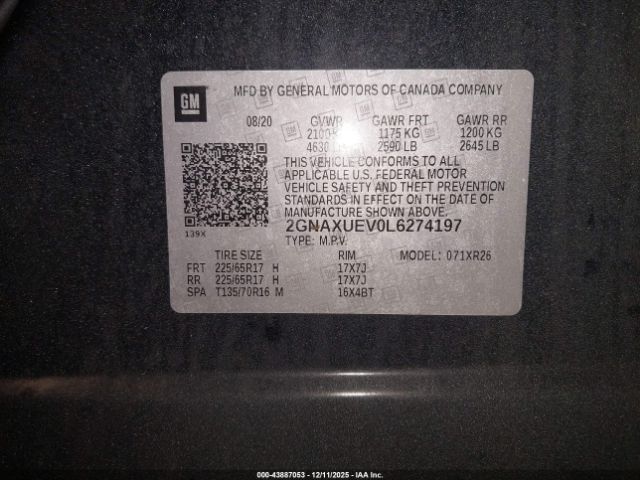 GM
MFD BY GENERAL MOTORS OF CANADA COMPANY
08/20 GVWR GAWR FRT GAWR RR
2100 1175 KG 1200 KG
4630 2590 LB 2645 LB
THIS VEHICLE CONFORMS TO ALL
APPLICABLE U.S. FEDERAL MOTOR
VEHICLE SAFETY AND THEFT PREVENTION
STANDARDS IN EFFECT ON THE DATE OF
MANUFACTURE SHOWN ABOVE.
2GNAXUEV0L6274197
139X TYPE: M.P.V.
TIRE SIZE RIM MODEL: 071XR26
FRT 225/65R17 H 17X7J
RR 225/65R17 H 17X7J
SPA T135/70R16 M 16X4BT
000-43887053 - 12/11/2025 - IAA Inc.